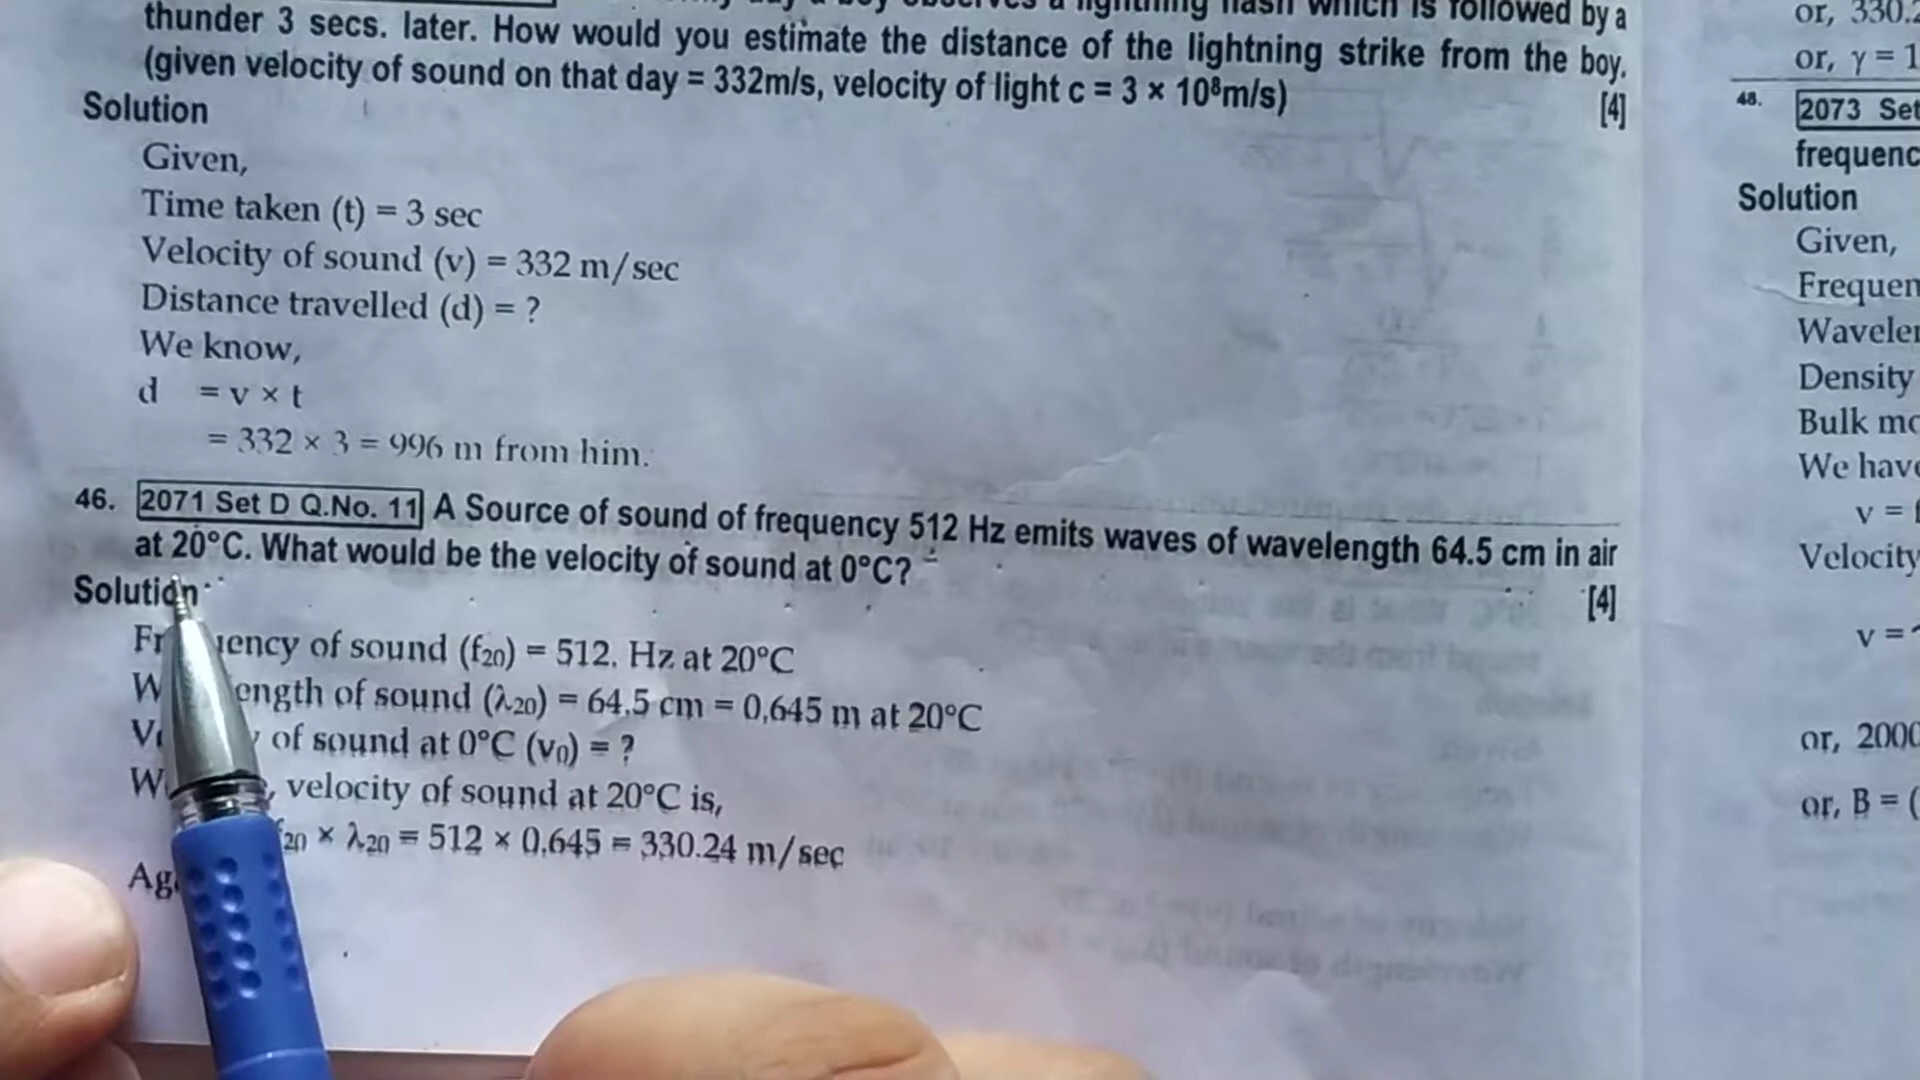 a lightning flash which is followed by a
thunder 3 secs. later. How would you estimate the distance of the lightning strike from the boy.
(given velocity of sound on that day = 332m/s, velocity of light c = 3 × 10⁸m/s) [4]
Solution
Given,
Time taken (t) = 3 sec
Velocity of sound (v) = 332 m/sec
Distance travelled (d) = ?
We know,
d = v × t
= 332 × 3 = 996 m from him.
46. 2071 Set D Q.No. 11 A Source of sound of frequency 512 Hz emits waves of wavelength 64.5 cm in air
at 20°C. What would be the velocity of sound at 0°C? [4]
Solution
of sound (f₂₀) = 512. Hz at 20°C
of sound (λ₂₀) = 64.5 cm = 0.645 m at 20°C
of sound at 0°C (v₀) = ?
, velocity of sound at 20°C is,
₂₀ × λ₂₀ = 512 × 0.645 = 330.24 m/sec
or, 330.2
or, γ = 1
48. 2073 Set
frequenc
Solution
Given,
Frequen
Wavele
Density
Bulk mo
We have
v = f
Velocity
v =
or, 2000
or, B = (